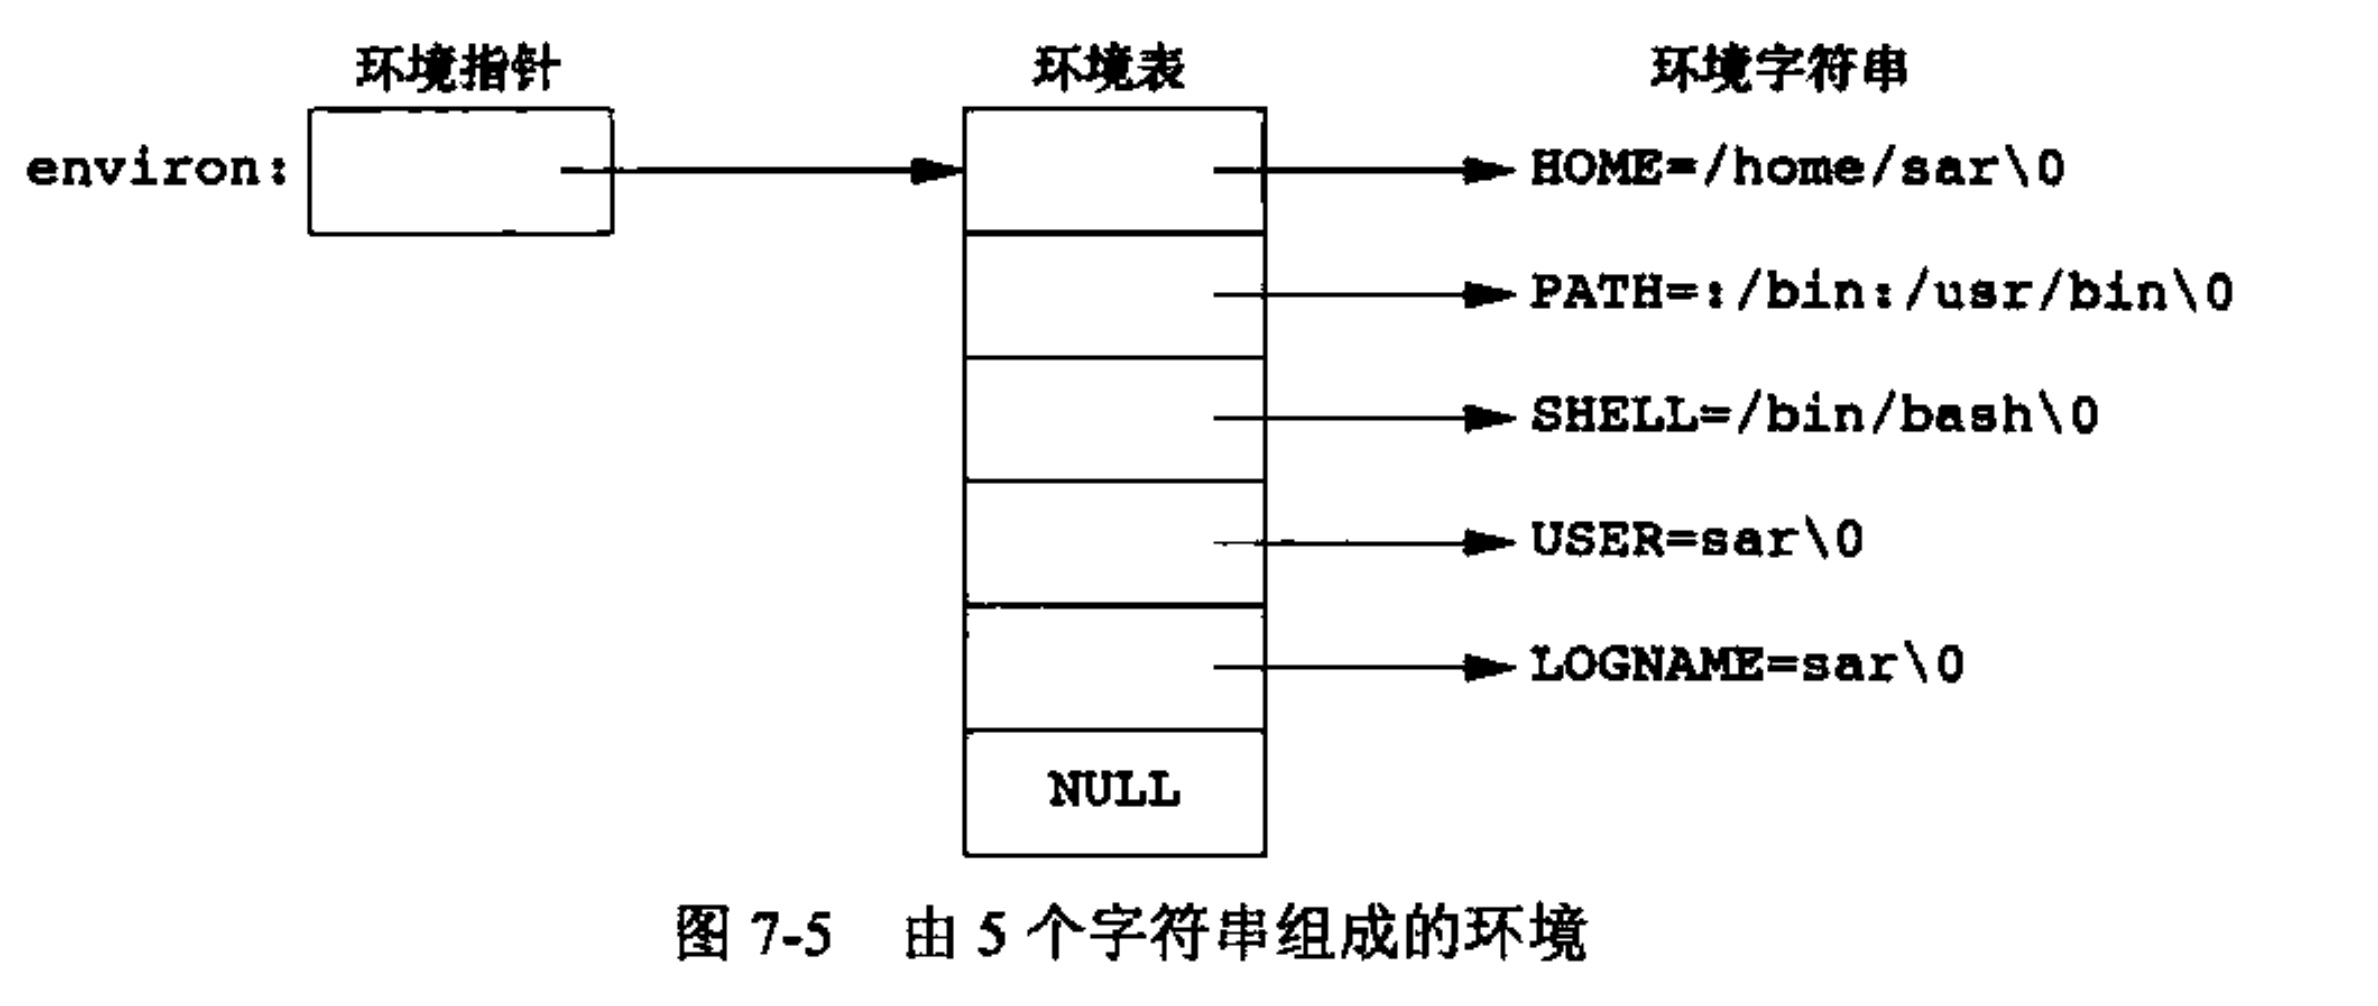 环境指针 环境表 环境字符串
environ: HOME=/home/sar\0
PATH=:/bin:/usr/bin\0
SHELL=/bin/bash\0
USER=sar\0
LOGNAME=sar\0
NULL
图 7-5 由 5 个字符串组成的环境